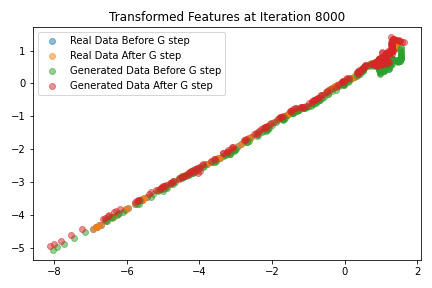 Transformed Features at Iteration 8000
Real Data Before G step
Real Data After G step
Generated Data Before G step
Generated Data After G step
1
0
−1
−2
−3
−4
−5
−8 −6 −4 −2 0 2